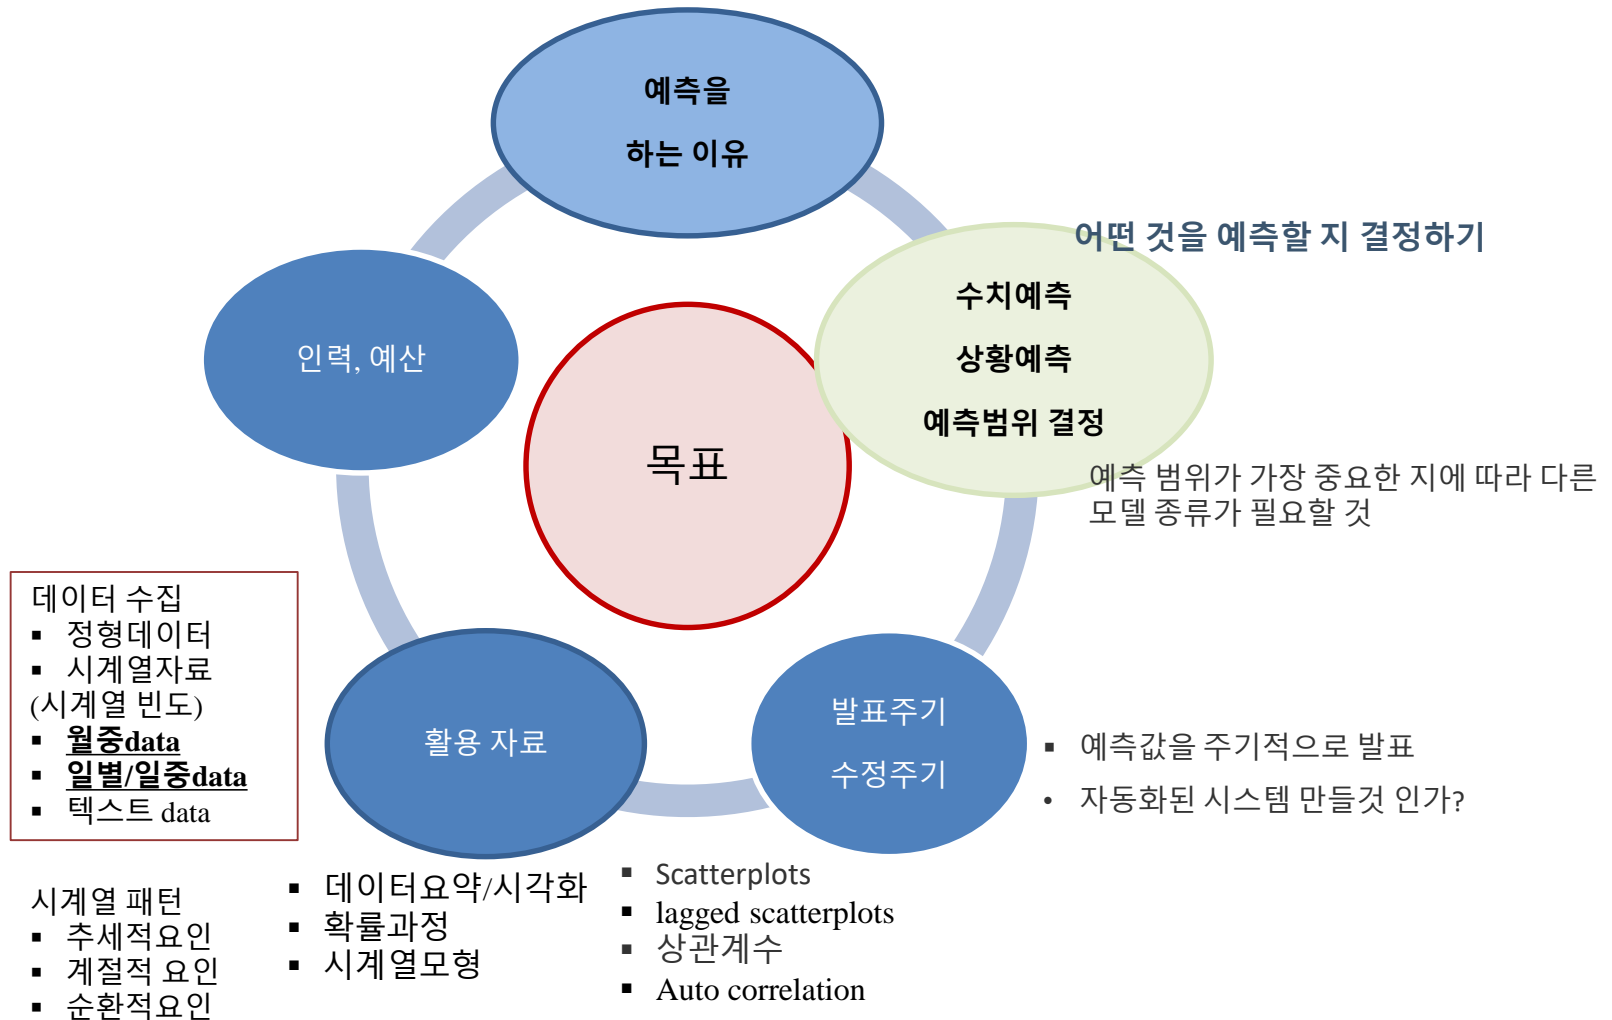 예측을
하는 이유
어떤 것을 예측할 지 결정하기
수치예측
상황예측
예측범위 결정
예측 범위가 가장 중요한 지에 따라 다른
모델 종류가 필요할 것
인력, 예산
목표
발표주기
수정주기
▪ 예측값을 주기적으로 발표
• 자동화된 시스템 만들것 인가?
활용 자료
데이터 수집
▪ 정형데이터
▪ 시계열자료
(시계열 빈도)
▪ 월중data
▪ 일별/일중data
▪ 텍스트 data
시계열 패턴
▪ 추세적요인
▪ 계절적 요인
▪ 순환적요인
▪ 데이터요약/시각화
▪ 확률과정
▪ 시계열모형
▪ Scatterplots
▪ lagged scatterplots
▪ 상관계수
▪ Auto correlation